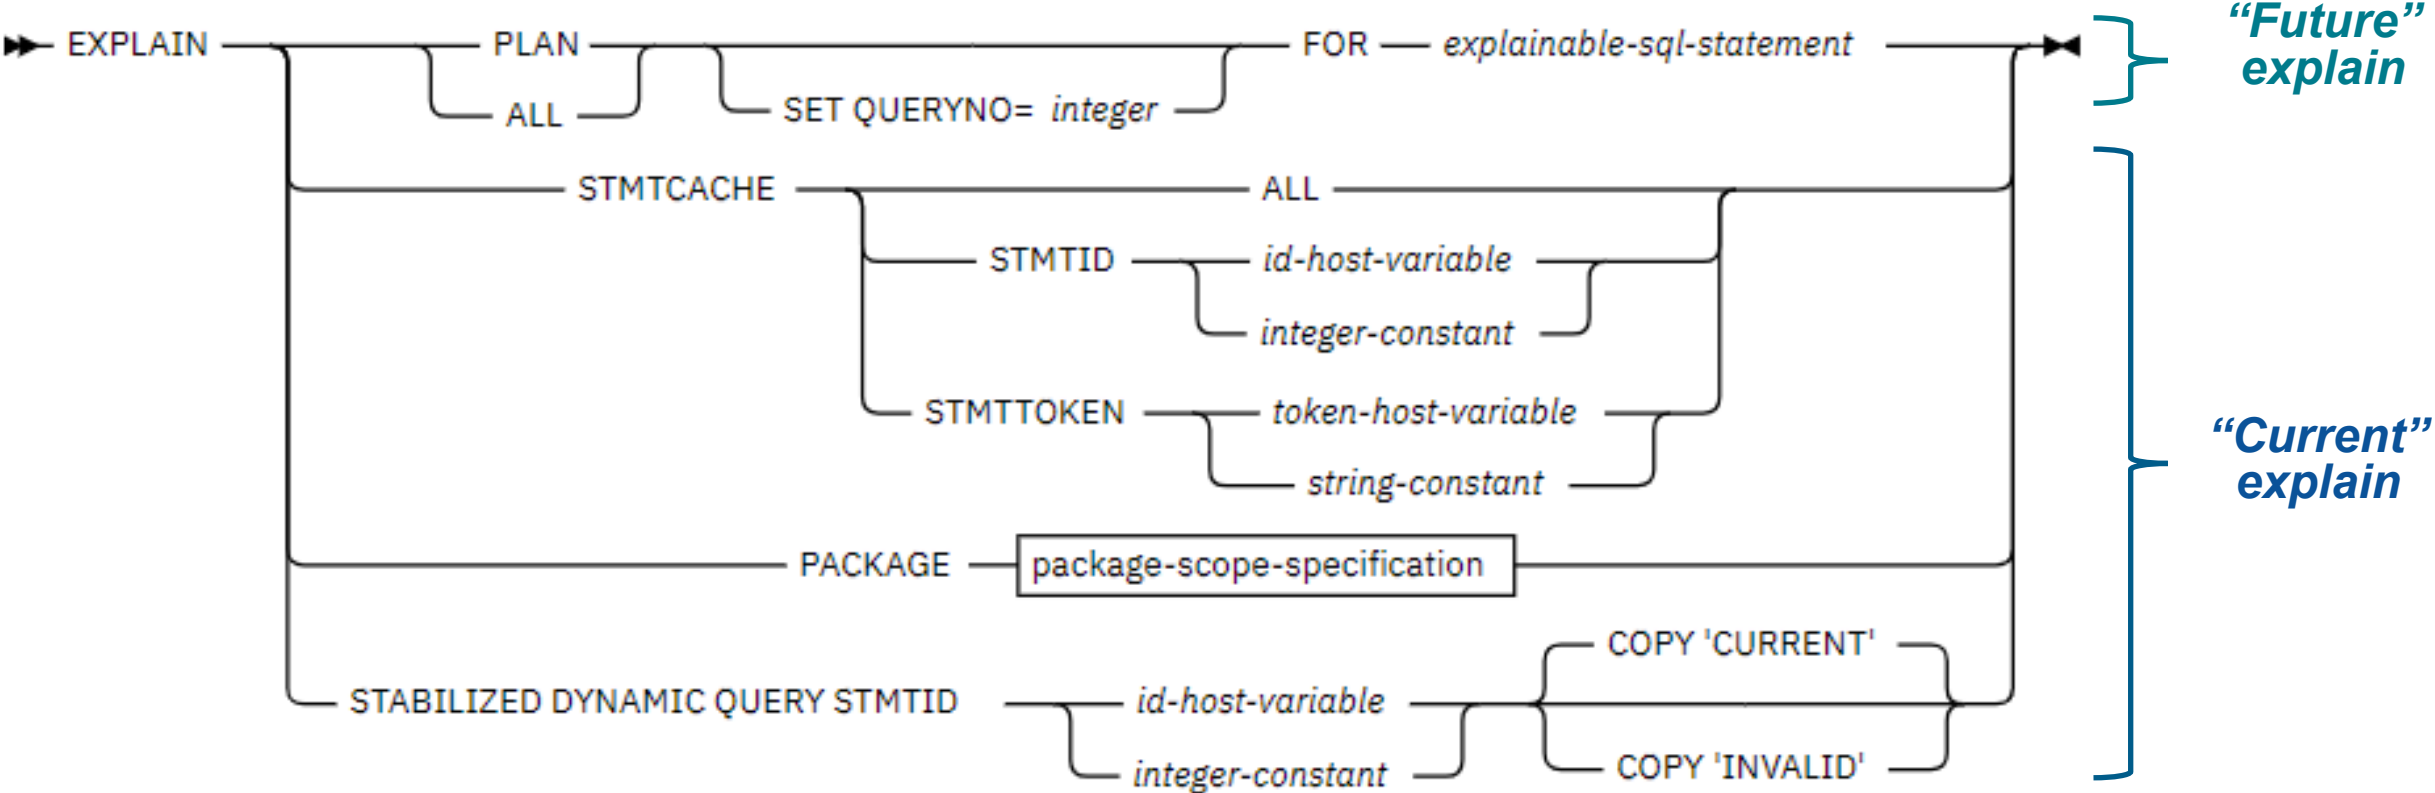 EXPLAIN PLAN FOR explainable-sql-statement
ALL SET QUERYNO= integer
“Future”
explain
STMTCACHE ALL
STMTID id-host-variable
integer-constant
STMTTOKEN token-host-variable
string-constant
“Current”
explain
PACKAGE package-scope-specification
COPY 'CURRENT'
STABILIZED DYNAMIC QUERY STMTID id-host-variable
integer-constant COPY 'INVALID'